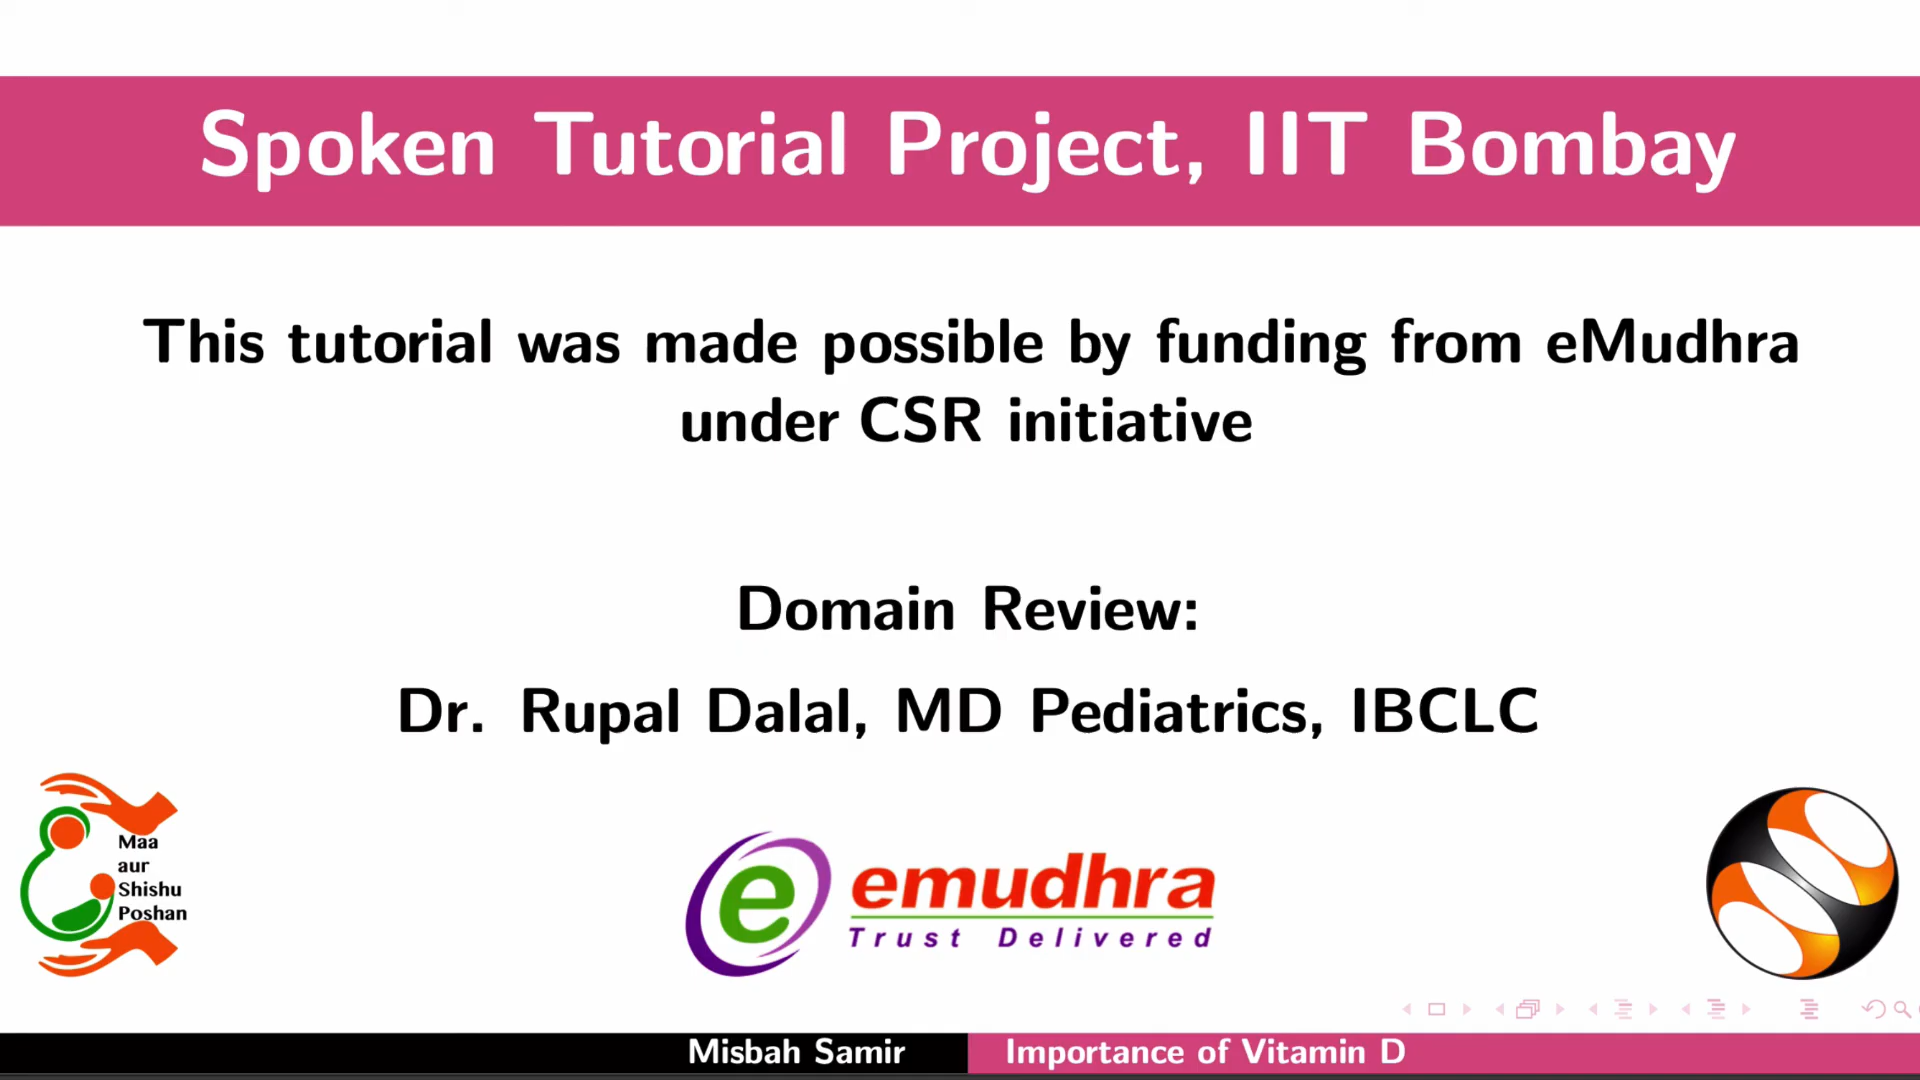 Spoken Tutorial Project, IIT Bombay
This tutorial was made possible by funding from eMudhra
under CSR initiative
Domain Review:
Dr. Rupal Dalal, MD Pediatrics, IBCLC
Maa
aur
Shishu
Poshan
e emudhra
Trust Delivered
Misbah Samir
Importance of Vitamin D